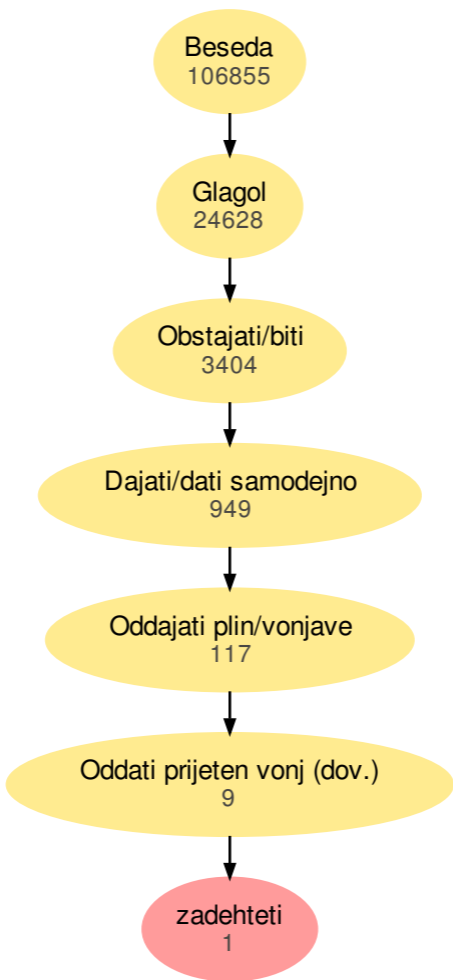 Beseda
106855
Glagol
24628
Obstajati/biti
3404
Dajati/dati samodejno
949
Oddajati plin/vonjave
117
Oddati prijeten vonj (dov.)
9
zadehteti
1